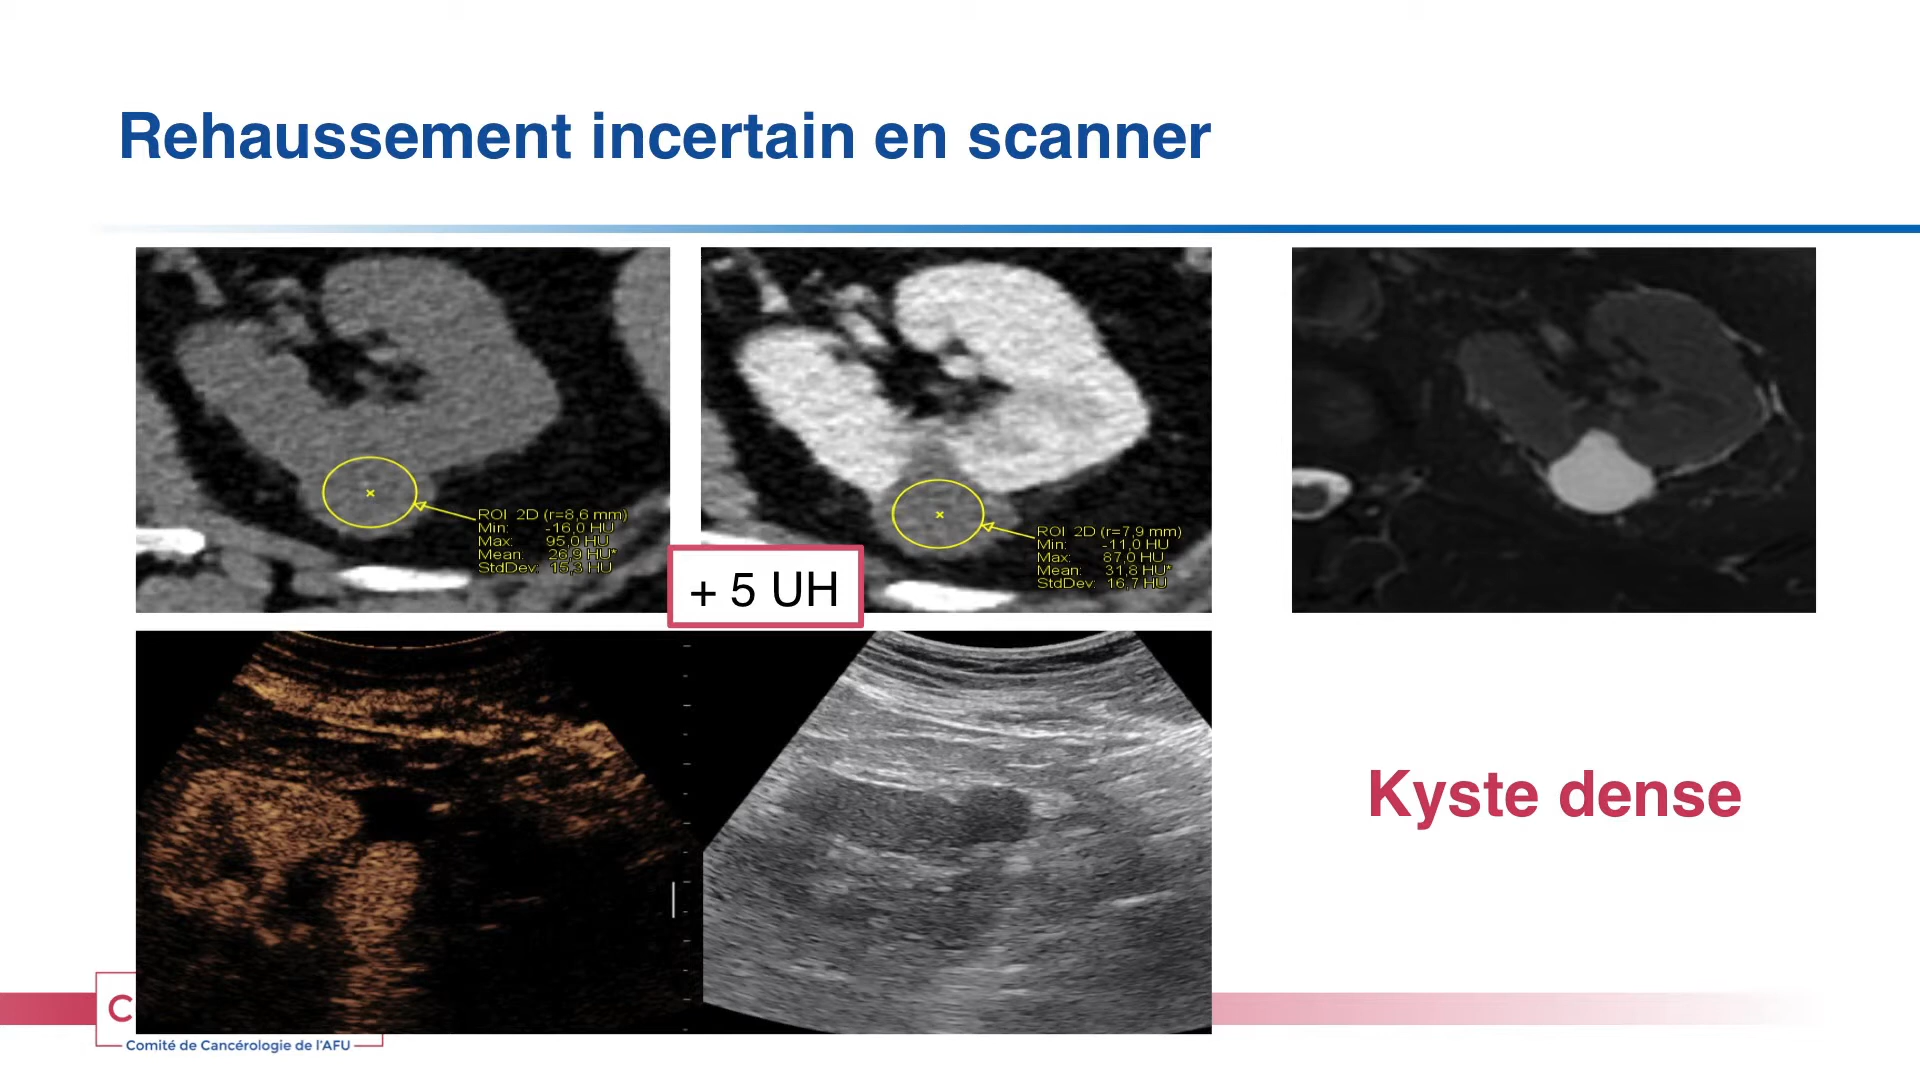 Rehaussement incertain en scanner
ROI 2D (r=8,6 mm)
Min: -16,0 HU
Max: 95,0 HU
Mean: 26,9 HU*
StdDev: 15,3 HU
ROI 2D (r=7,9 mm)
Min: -11,0 HU
Max: 87,0 HU
Mean: 31,8 HU*
StdDev: 16,7 HU
+ 5 UH
Kyste dense
C
Comité de Cancérologie de l'AFU